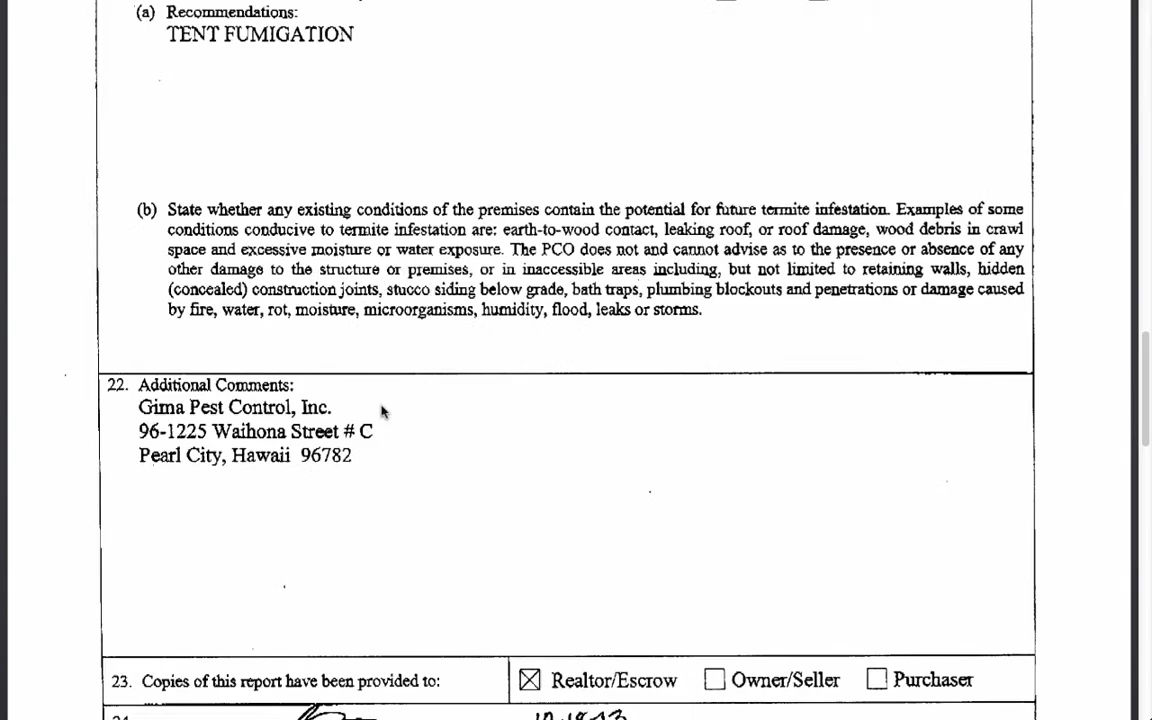 (a) Recommendations:
TENT FUMIGATION
(b) State whether any existing conditions of the premises contain the potential for future termite infestation. Examples of some
conditions conducive to termite infestation are: earth-to-wood contact, leaking roof, or roof damage, wood debris in crawl
space and excessive moisture or water exposure. The PCO does not and cannot advise as to the presence or absence of any
other damage to the structure or premises, or in inaccessible areas including, but not limited to retaining walls, hidden
(concealed) construction joints, stucco siding below grade, bath traps, plumbing blockouts and penetrations or damage caused
by fire, water, rot, moisture, microorganisms, humidity, flood, leaks or storms.
22. Additional Comments:
Gima Pest Control, Inc.
96-1225 Waihona Street # C
Pearl City, Hawaii 96782
23. Copies of this report have been provided to: Realtor/Escrow Owner/Seller Purchaser